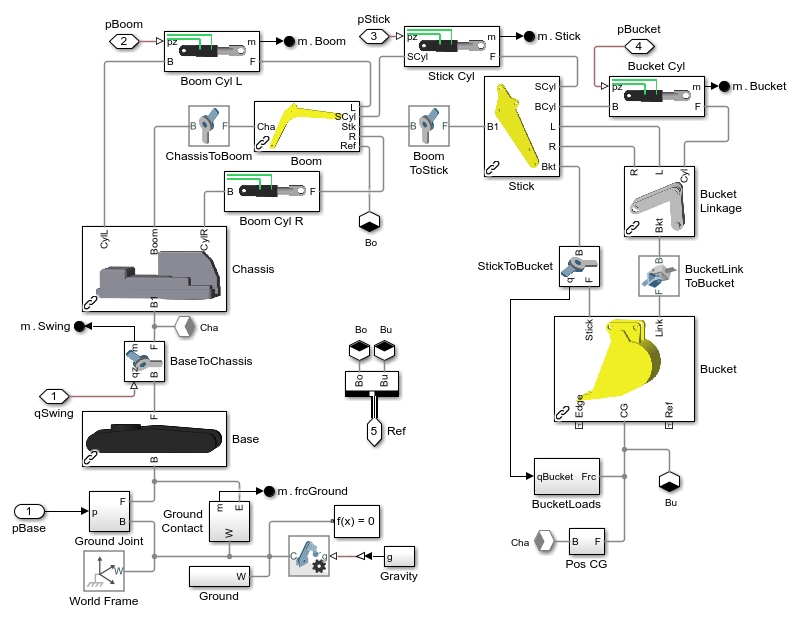 pBoom
2
pz
m
B
F
m.Boom
Boom Cyl L
pStick
3
pz
m
SCyl
F
m.Stick
Stick Cyl
pBucket
4
Bucket Cyl
pz
m
B
F
m.Bucket
B
F
ChassisToBoom
Cha
L
SCyl
Stk
R
Ref
Boom
B
F
Boom
ToStick
SCyl
BCyl
B1
L
R
Bkt
Stick
B
F
Boom Cyl R
Bo
R
L
Cyl
Bkt
Bucket
Linkage
CylL
Boom
CylR
B1
Chassis
StickToBucket
B
q
F
B
F
BucketLink
ToBucket
m.Swing
Cha
m
F
qz
B
BaseToChassis
1
qSwing
Bo
Bu
Bo
Bu
5
Ref
Stick
Link
Edge
CG
Ref
Bucket
F
B
Base
qBucket
Frc
BucketLoads
Bu
1
pBase
p
F
B
Ground Joint
Ground
Contact
m
E
W
m.frcGround
f(x) = 0
W
World Frame
W
Ground
C
g
g
Gravity
Cha
B
F
Pos CG